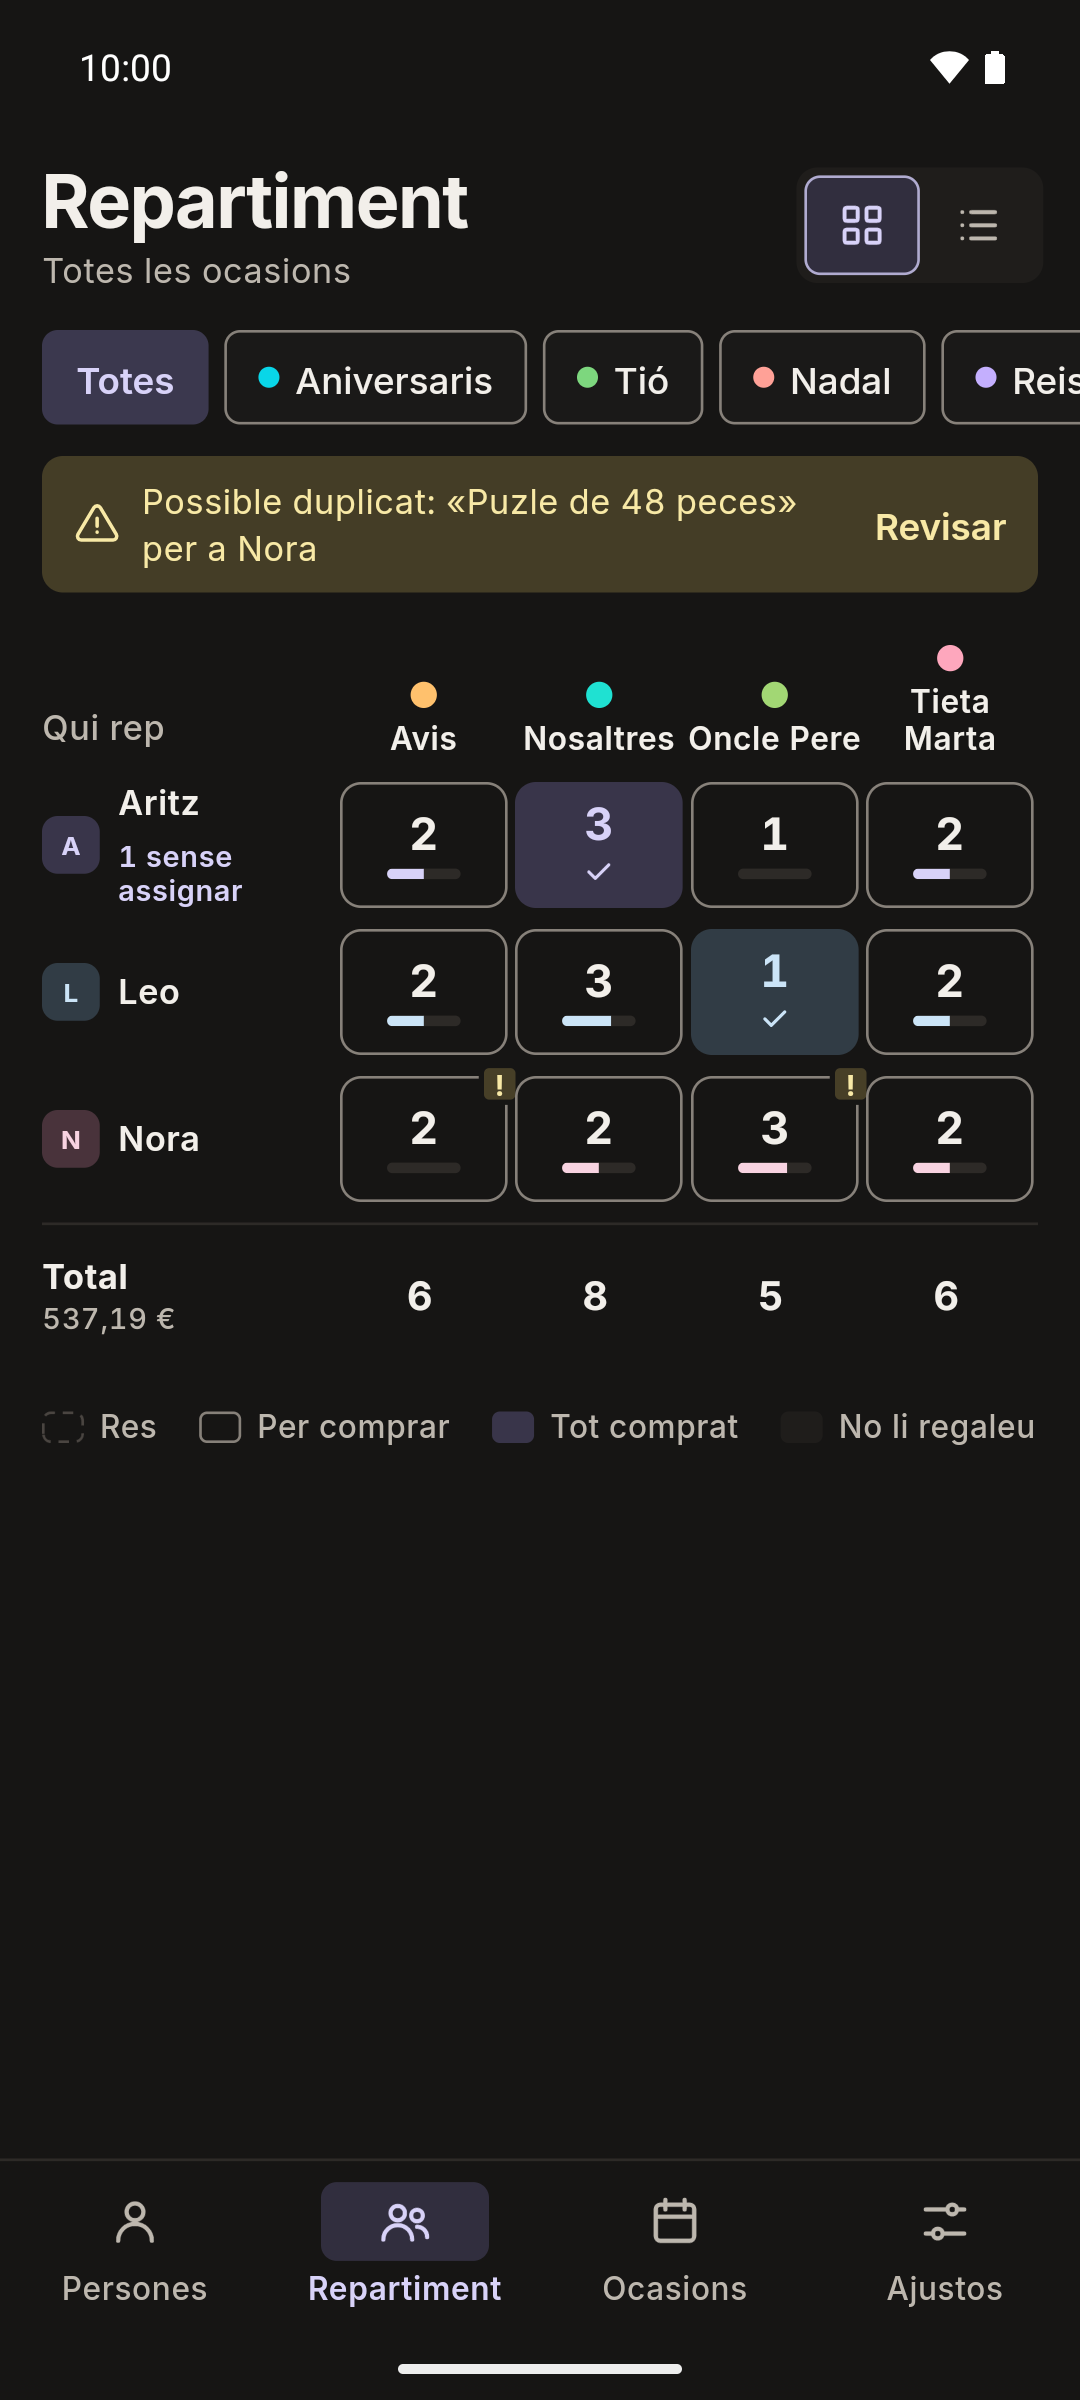 10:00
Repartiment
Totes les ocasions
Totes
Aniversaris
Tió
Nadal
Reis
Possible duplicat: «Puzle de 48 peces»
per a Nora
Revisar
Qui rep
Avis
Nosaltres
Oncle Pere
Tieta
Marta
A
Aritz
1 sense
assignar
2
3
1
2
L
Leo
2
3
1
2
N
Nora
2
!
2
3
!
2
Total
537,19 €
6
8
5
6
Res
Per comprar
Tot comprat
No li regaleu
Persones
Repartiment
Ocasions
Ajustos